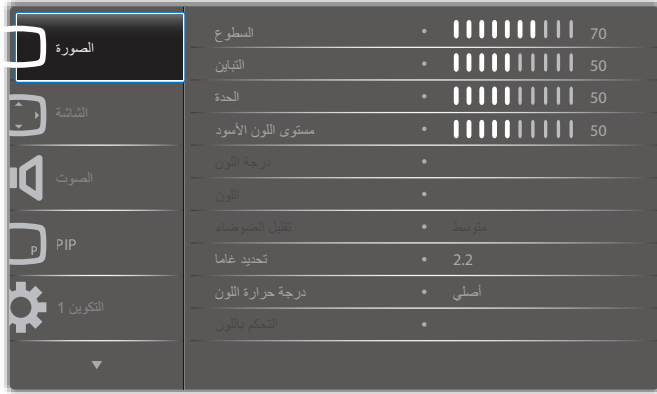 الصورة
الشاشة
الصوت
P
PIP
التكوين 1
السطوع • 70
التباين • 50
الحدة • 50
مستوى اللون الأسود • 50
درجة اللون •
اللون •
تقليل الضوضاء • متوسط
تحديد غاما • 2.2
درجة حرارة اللون • أصلي
التحكم باللون •